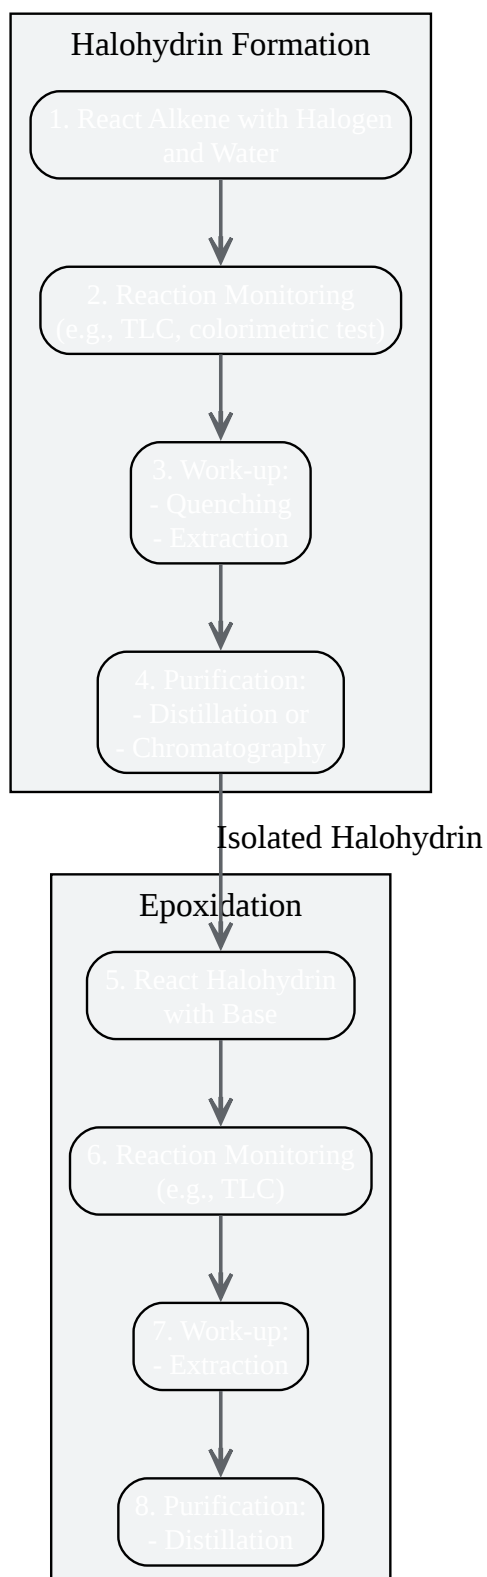 Halohydrin Formation
1. React Alkene with Halogen
and Water
2. Reaction Monitoring
(e.g., TLC, colorimetric test)
3. Work-up:
- Quenching
- Extraction
4. Purification:
- Distillation or
- Chromatography
Isolated Halohydrin
Epoxidation
5. React Halohydrin
with Base
6. Reaction Monitoring
(e.g., TLC)
7. Work-up:
- Extraction
8. Purification:
- Distillation